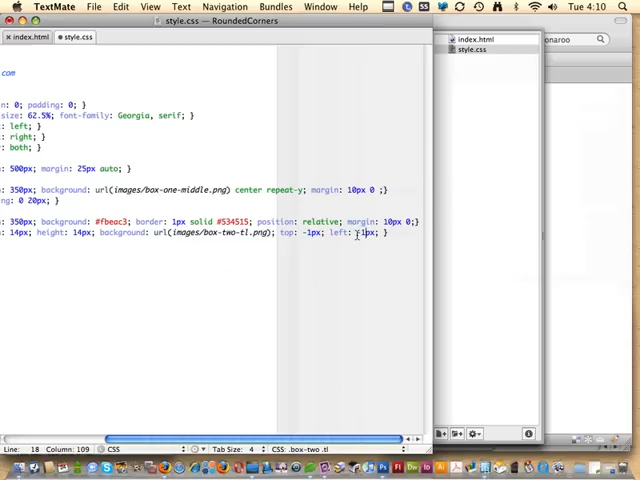 TextMate File Edit View Text Navigation Bundles Window Help Tue 4:10
style.css — RoundedCorners
index.html style.css
index.html
style.css
onaroo
com
n: 0; padding: 0; }
size: 62.5%; font-family: Georgia, serif; }
: left; }
: right; }
: both; }
: 500px; margin: 25px auto; }
: 350px; background: url(images/box-one-middle.png) center repeat-y; margin: 10px 0 ;}
ng: 0 20px; }
: 350px; background: #fbeac3; border: 1px solid #534515; position: relative; margin: 10px 0;}
: 14px; height: 14px; background: url(images/box-two-tl.png); top: -1px; left: -1px; }
Line: 18 Column: 109 CSS Tab Size: 4 CSS: .box-two .tl